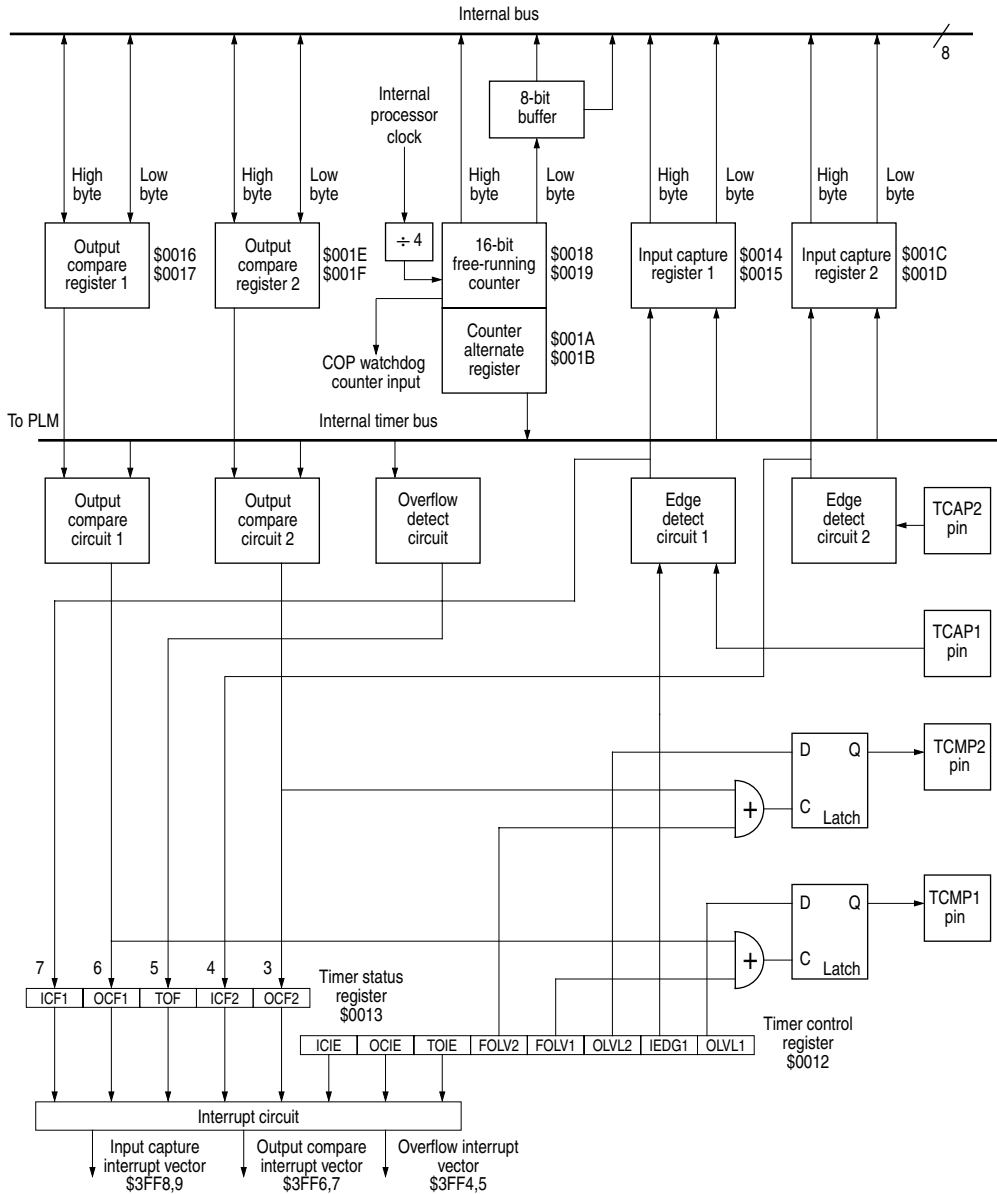 Internal bus
8
Internal
processor
clock
8-bit
buffer
High
byte
Low
byte
High
byte
Low
byte
High
byte
Low
byte
High
byte
Low
byte
High
byte
Low
byte
Output
compare
register 1
$0016
$0017
Output
compare
register 2
$001E
$001F
÷ 4
16-bit
free-running
counter
$0018
$0019
Input capture
register 1
$0014
$0015
Input capture
register 2
$001C
$001D
Counter
alternate
register
$001A
$001B
COP watchdog
counter input
To PLM
Internal timer bus
Output
compare
circuit 1
Output
compare
circuit 2
Overflow
detect
circuit
Edge
detect
circuit 1
Edge
detect
circuit 2
TCAP2
pin
TCAP1
pin
D Q
C
Latch
TCMP2
pin
+
D Q
C
Latch
TCMP1
pin
+
7 6 5 4 3
ICF1 OCF1 TOF ICF2 OCF2
Timer status
register
$0013
ICIE OCIE TOIE FOLV2 FOLV1 OLVL2 IEDG1 OLVL1
Timer control
register
$0012
Interrupt circuit
Input capture
interrupt vector
$3FF8,9
Output compare
interrupt vector
$3FF6,7
Overflow interrupt
vector
$3FF4,5